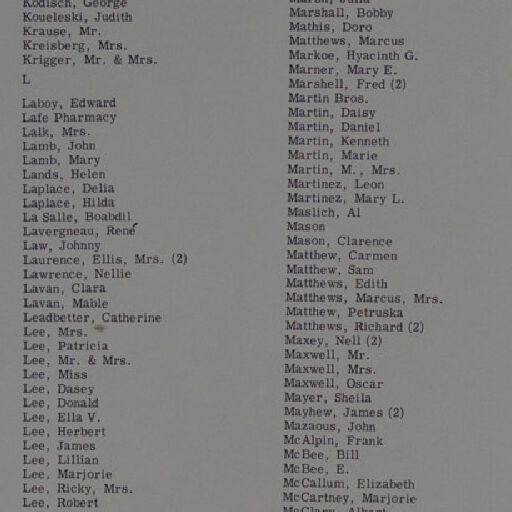 Kodisch, George
Koueleski, Judith
Krause, Mr.
Kreisberg, Mrs.
Krigger, Mr. & Mrs.
L
Laboy, Edward
Lafe Pharmacy
Laik, Mrs.
Lamb, John
Lamb, Mary
Lands, Helen
Laplace, Delia
Laplace, Hilda
La Salle, Boabdil
Lavergneau, René
Law, Johnny
Laurence, Ellis, Mrs. (2)
Lawrence, Nellie
Lavan, Clara
Lavan, Mable
Leadbetter, Catherine
Lee, Mrs.
Lee, Patricia
Lee, Mr. & Mrs.
Lee, Miss
Lee, Dasey
Lee, Donald
Lee, Ella V.
Lee, Herbert
Lee, James
Lee, Lillian
Lee, Marjorie
Lee, Ricky, Mrs.
Lee, Robert
Marshall, Bobby
Mathis, Doro
Matthews, Marcus
Markoe, Hyacinth G.
Marner, Mary E.
Marshell, Fred (2)
Martin Bros.
Martin, Daisy
Martin, Daniel
Martin, Kenneth
Martin, Marie
Martin, M., Mrs.
Martinez, Leon
Martinez, Mary L.
Maslich, Al
Mason
Mason, Clarence
Matthew, Carmen
Matthew, Sam
Matthews, Edith
Matthews, Marcus, Mrs.
Matthew, Petruska
Matthews, Richard (2)
Maxey, Nell (2)
Maxwell, Mr.
Maxwell, Mrs.
Maxwell, Oscar
Mayer, Sheila
Mayhew, James (2)
Mazaous, John
McAlpin, Frank
McBee, Bill
McBee, E.
McCallum, Elizabeth
McCartney, Marjorie